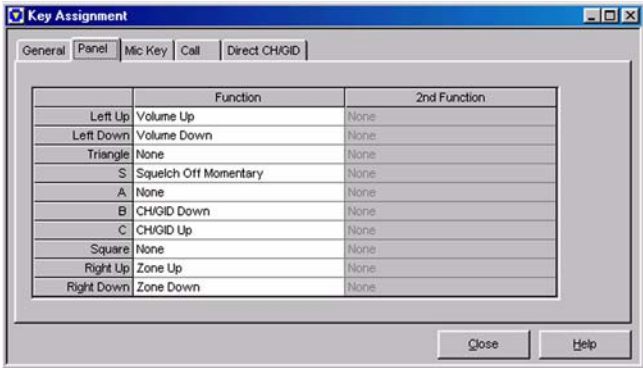 Key Assignment
General Panel Mic Key Call Direct CH/GID
Function 2nd Function
Left Up Volume Up None
Left Down Volume Down None
Triangle None None
S Squelch Off Momentary None
A None None
B CH/GID Down None
C CH/GID Up None
Square None None
Right Up Zone Up None
Right Down Zone Down None
Close Help